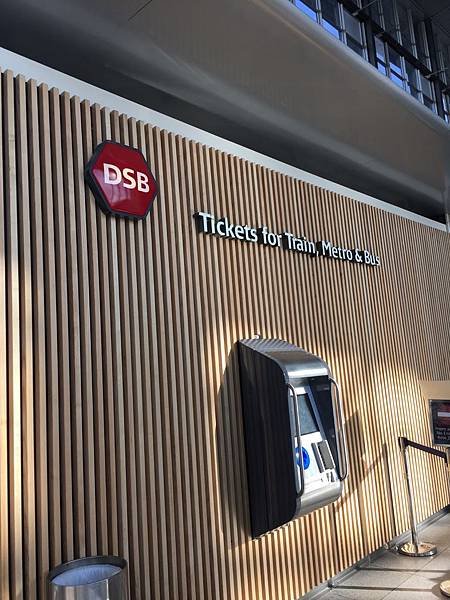 DSB
Tickets for Train, Metro & Bus